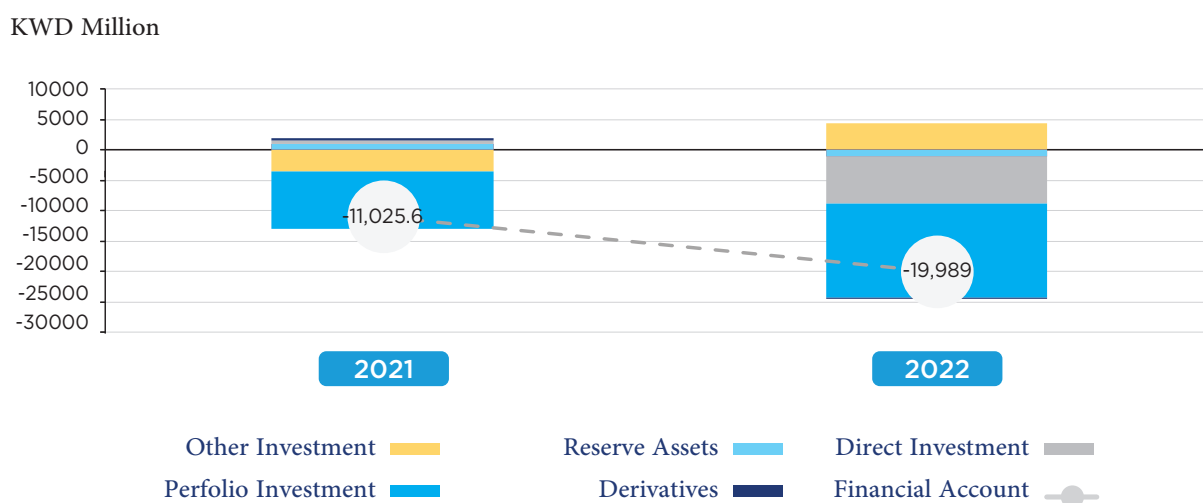 KWD Million
10000
5000
0
-5000
-10000
-15000
-20000
-25000
-30000
-11,025.6
-19,989
2021
2022
Other Investment
Reserve Assets
Direct Investment
Perfolio Investment
Derivatives
Financial Account